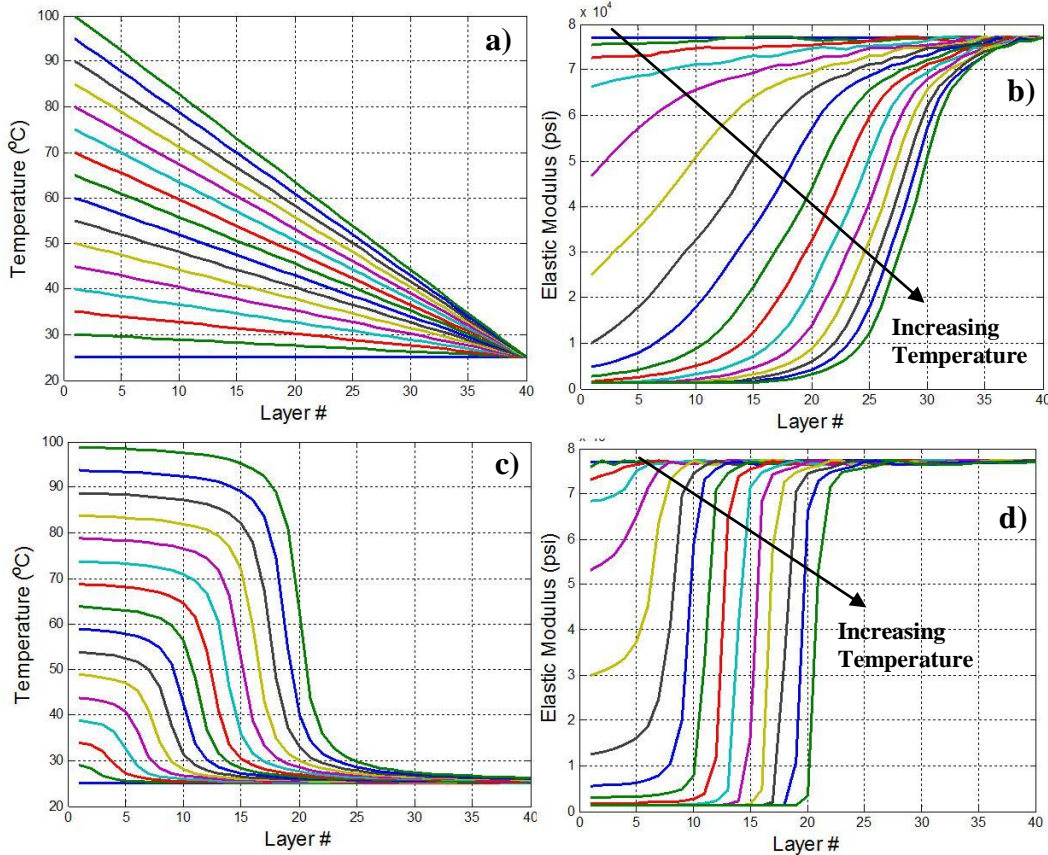 a)
Temperature (ºC)
100
90
80
70
60
50
40
30
20
0 5 10 15 20 25 30 35 40
Layer #
b)
x 10⁴
Elastic Modulus (psi)
8
7
6
5
4
3
2
1
0
0 5 10 15 20 25 30 35 40
Layer #
Increasing
Temperature
c)
Temperature (ºC)
100
90
80
70
60
50
40
30
20
0 5 10 15 20 25 30 35 40
Layer #
d)
Elastic Modulus (psi)
8
7
6
5
4
3
2
1
0
0 5 10 15 20 25 30 35 40
Layer #
Increasing
Temperature